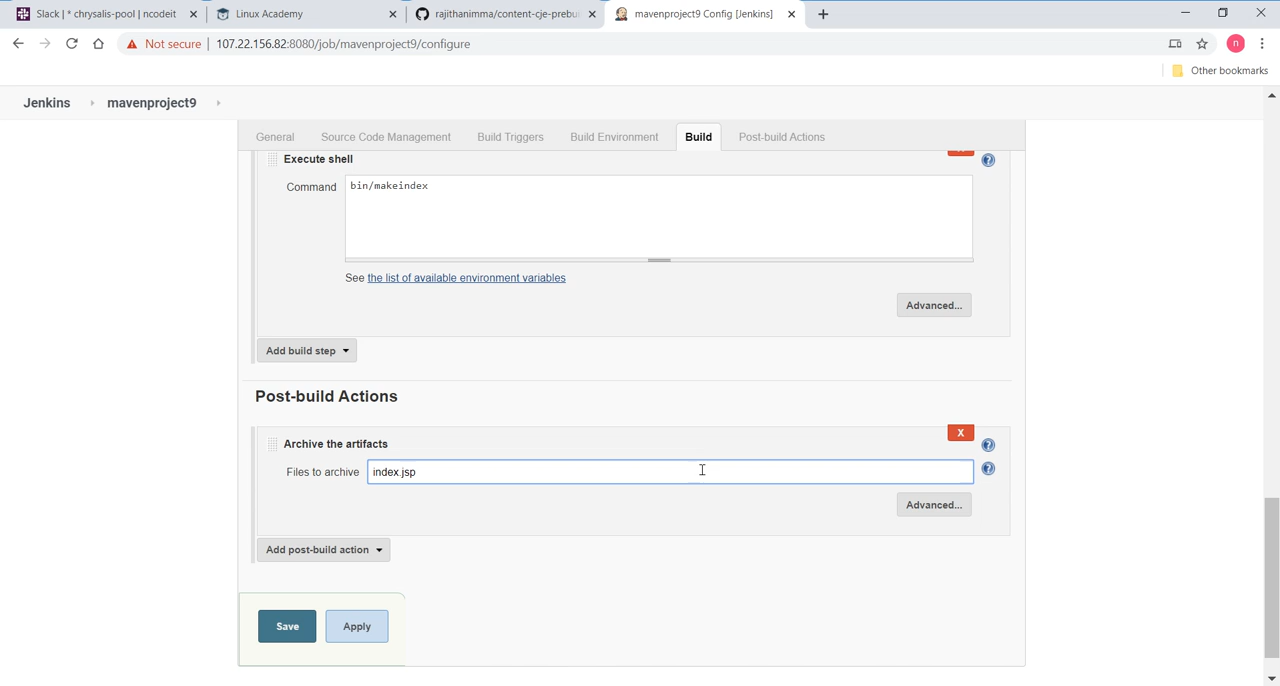 Slack | * chrysalis-pool | ncodeit
Linux Academy
rajithanimma/content-cje-prebu
mavenproject9 Config [Jenkins]
Not secure | 107.22.156.82:8080/job/mavenproject9/configure
n
Other bookmarks
Jenkins
mavenproject9
General
Source Code Management
Build Triggers
Build Environment
Build
Post-build Actions
Execute shell
Command
bin/makeindex
See the list of available environment variables
Advanced...
Add build step
Post-build Actions
X
Archive the artifacts
Files to archive
index.jsp
Advanced...
Add post-build action
Save
Apply